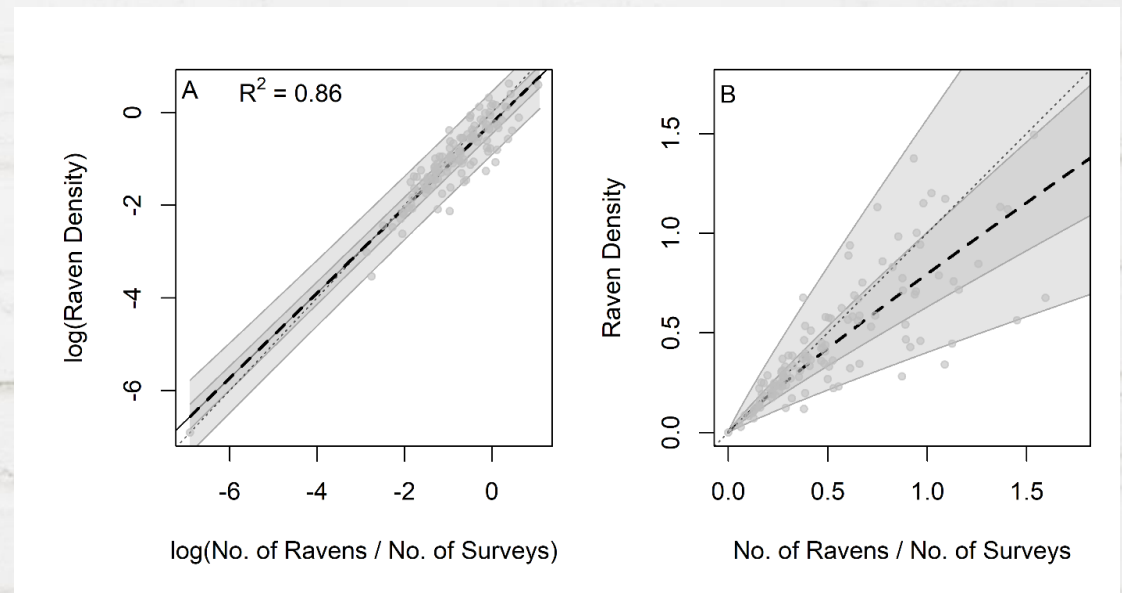 A
R² = 0.86
0
-2
-4
-6
log(Raven Density)
-6 -4 -2 0
log(No. of Ravens / No. of Surveys)
B
1.5
1.0
0.5
0.0
Raven Density
0.0 0.5 1.0 1.5
No. of Ravens / No. of Surveys